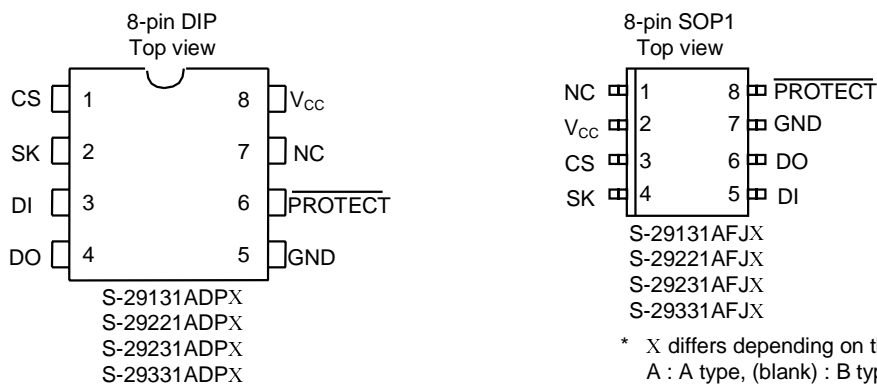 8-pin DIP
Top view
CS 1 8 VCC
SK 2 7 NC
DI 3 6 PROTECT
DO 4 5 GND
S-29131ADPX
S-29221ADPX
S-29231ADPX
S-29331ADPX
8-pin SOP1
Top view
NC 1 8 PROTECT
VCC 2 7 GND
CS 3 6 DO
SK 4 5 DI
S-29131AFJX
S-29221AFJX
S-29231AFJX
S-29331AFJX
* X differs depending on
A : A type, (blank) : B